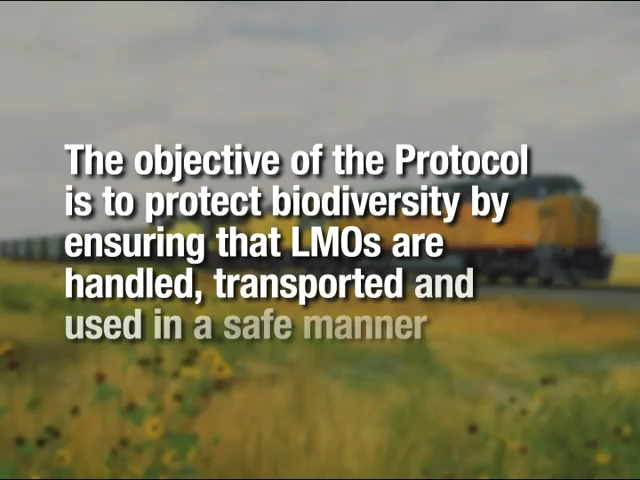 The objective of the Protocol
is to protect biodiversity by
ensuring that LMOs are
handled, transported and
used in a safe manner